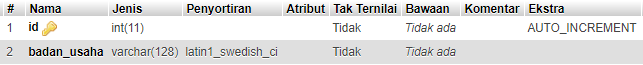 # Nama Jenis Penyortiran Atribut Tak Ternilai Bawaan Komentar Ekstra
1 id int(11) Tidak Tidak ada AUTO_INCREMENT
2 badan_usaha varchar(128) latin1_swedish_ci Tidak Tidak ada